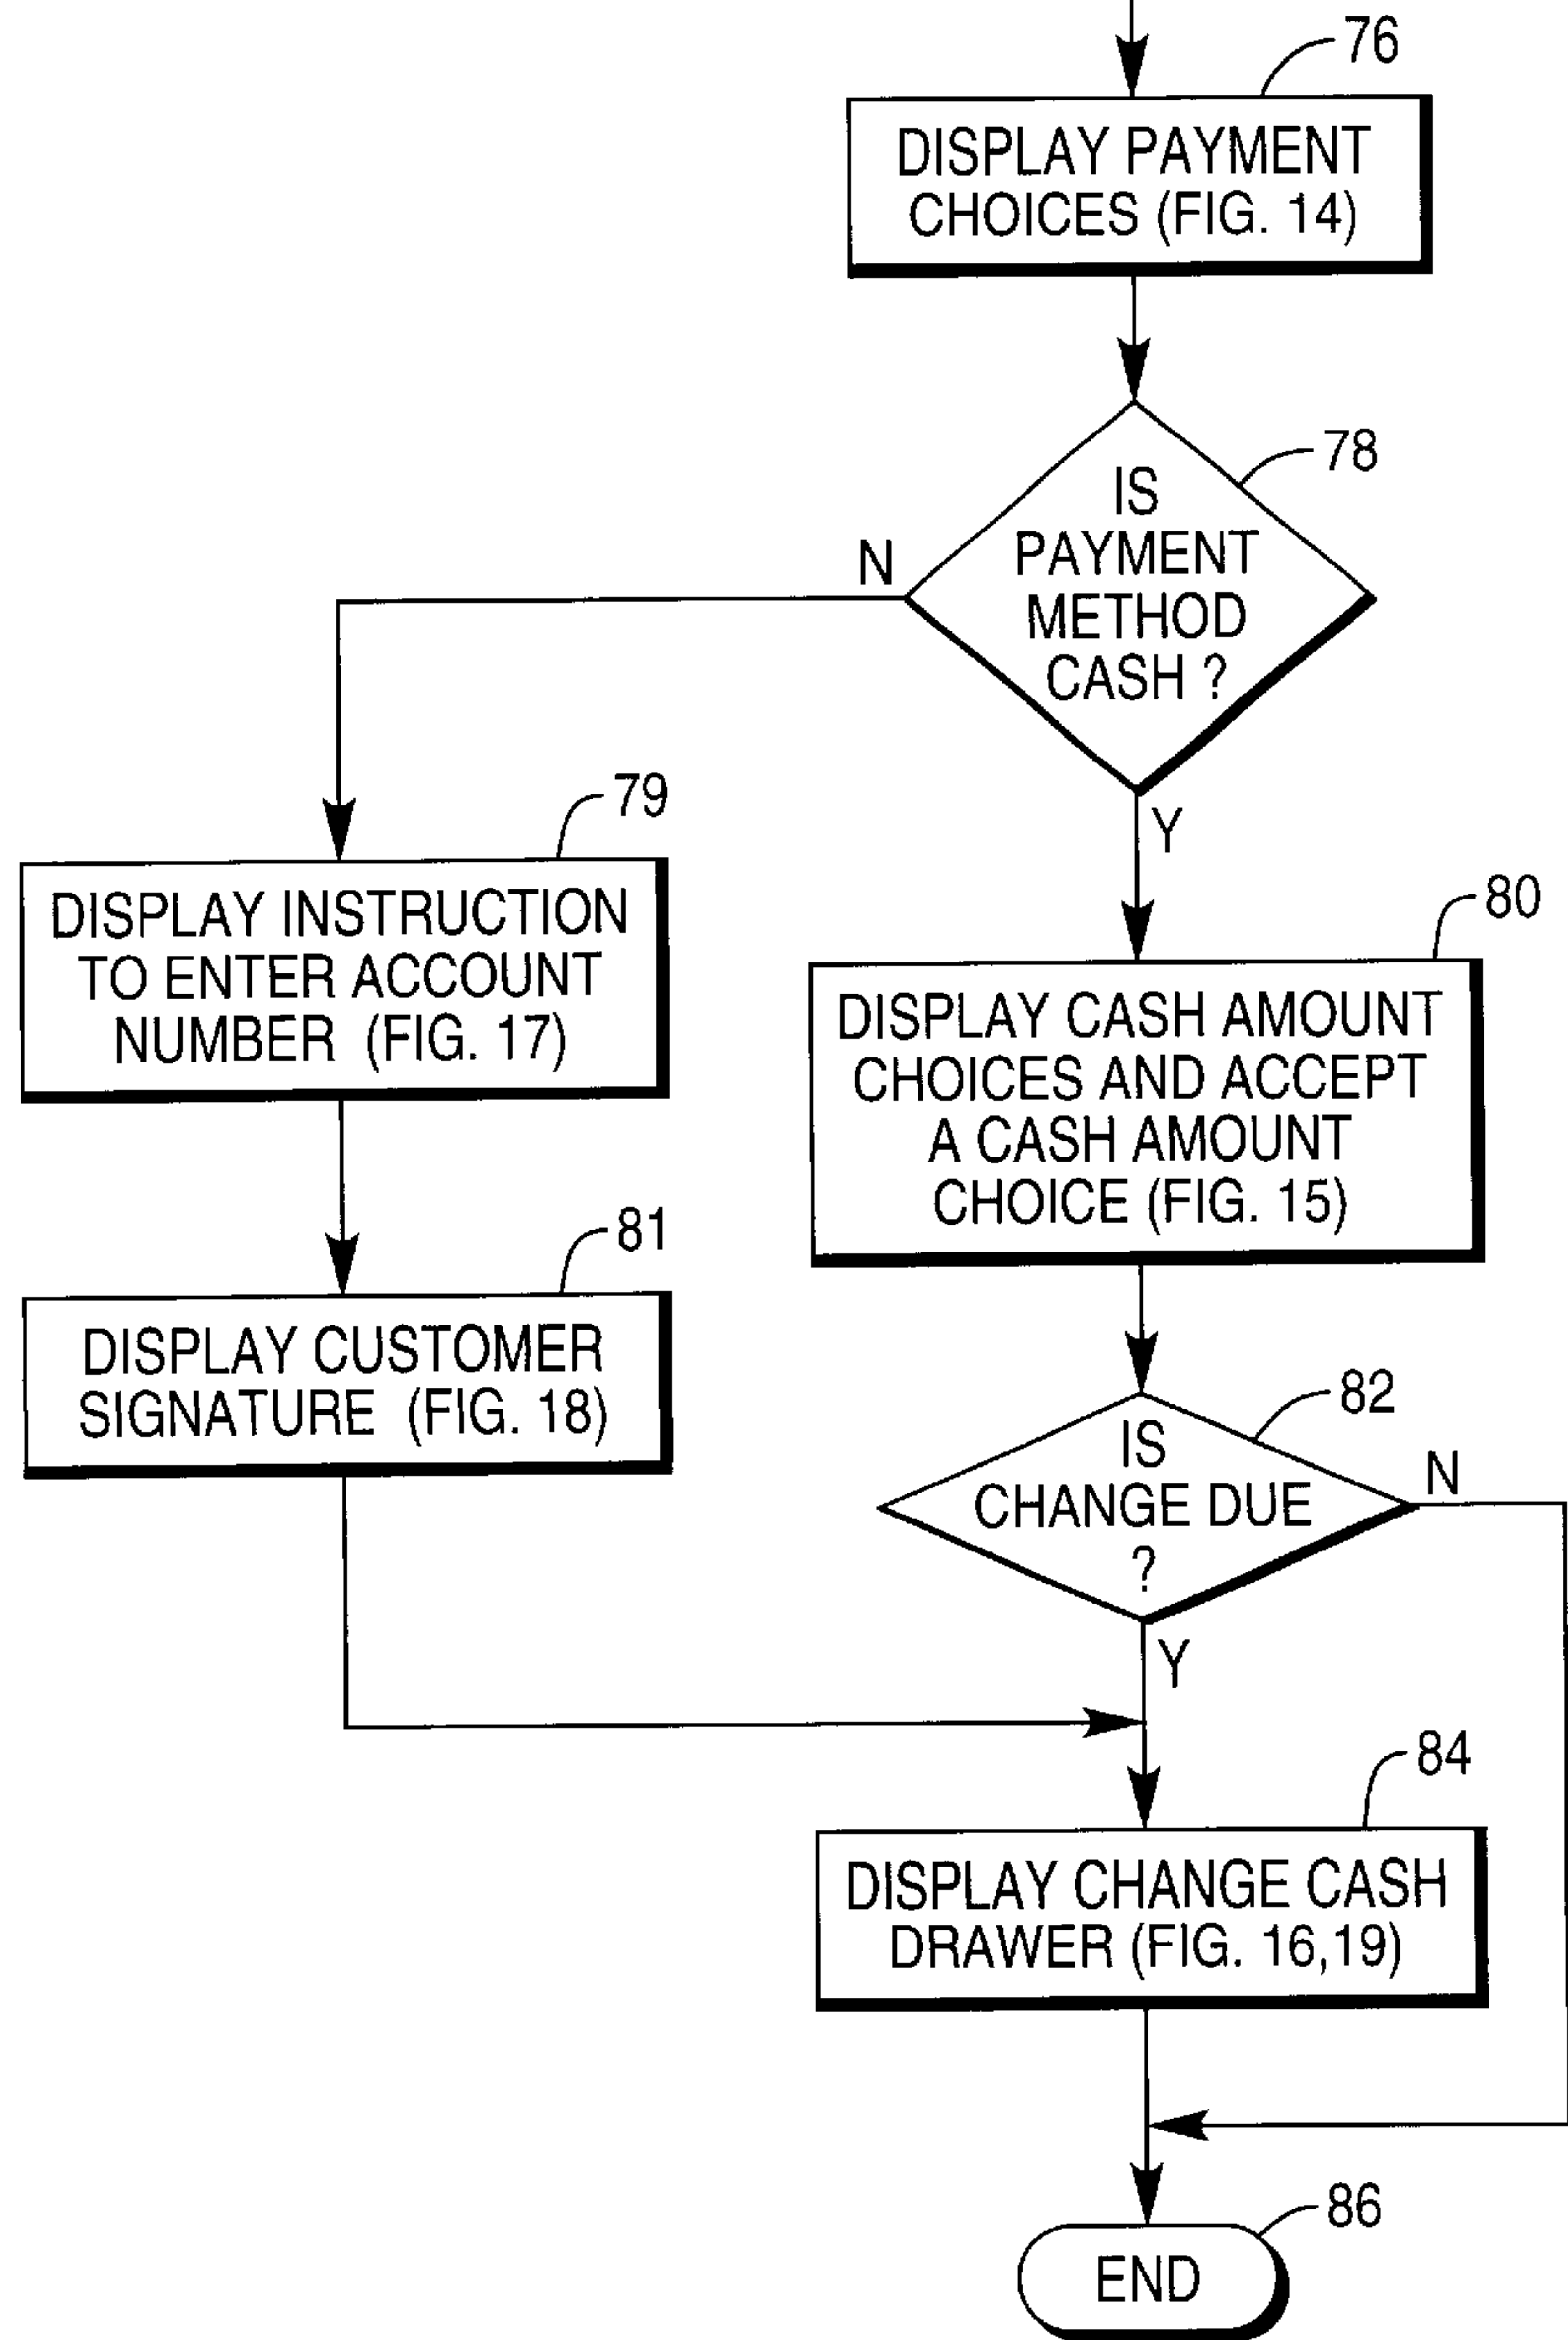 76
DISPLAY PAYMENT
CHOICES (FIG. 14)
78
IS
PAYMENT
METHOD
CASH ?
N
Y
79
DISPLAY INSTRUCTION
TO ENTER ACCOUNT
NUMBER (FIG. 17)
80
DISPLAY CASH AMOUNT
CHOICES AND ACCEPT
A CASH AMOUNT
CHOICE (FIG. 15)
81
DISPLAY CUSTOMER
SIGNATURE (FIG. 18)
82
IS
CHANGE DUE
?
N
Y
84
DISPLAY CHANGE CASH
DRAWER (FIG. 16,19)
86
END